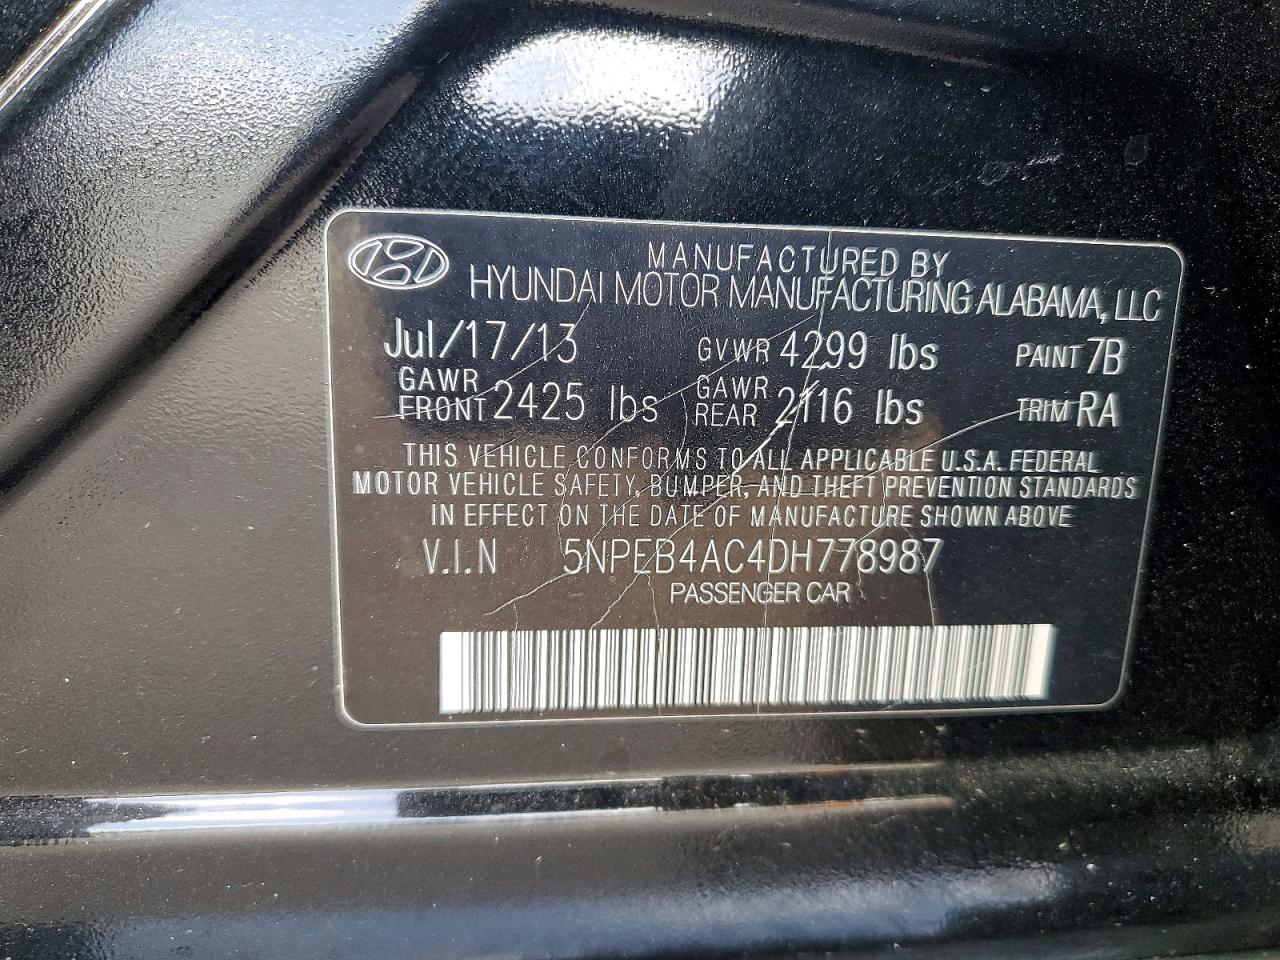 MANUFACTURED BY
HYUNDAI MOTOR MANUFACTURING ALABAMA, LLC
Jul/17/13 GVWR 4299 lbs PAINT 7B
GAWR FRONT 2425 lbs GAWR REAR 2116 lbs TRIM RA
THIS VEHICLE CONFORMS TO ALL APPLICABLE U.S.A. FEDERAL
MOTOR VEHICLE SAFETY, BUMPER, AND THEFT PREVENTION STANDARDS
IN EFFECT ON THE DATE OF MANUFACTURE SHOWN ABOVE
V.I.N 5NPEB4AC4DH778987
PASSENGER CAR